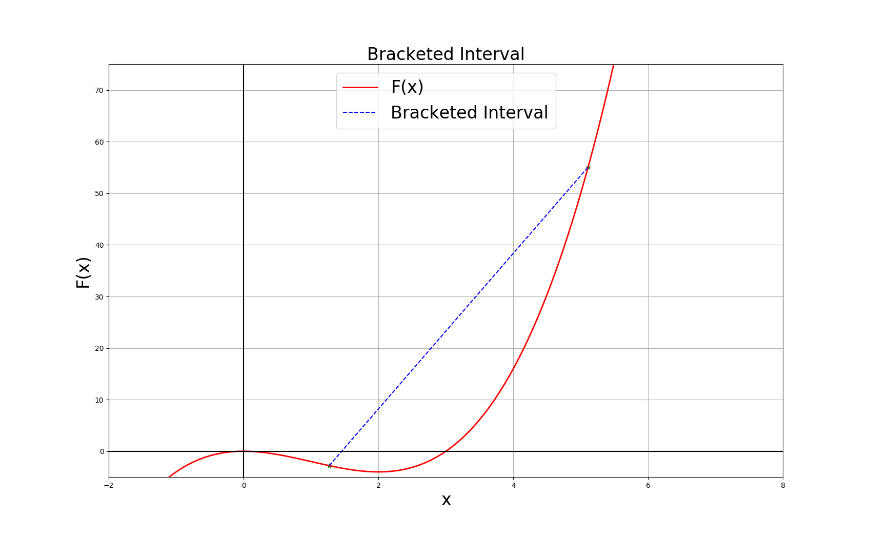 Bracketed Interval
F(x)
Bracketed Interval
F(x)
70
60
50
40
30
20
10
0
−2 0 2 4 6 8
x